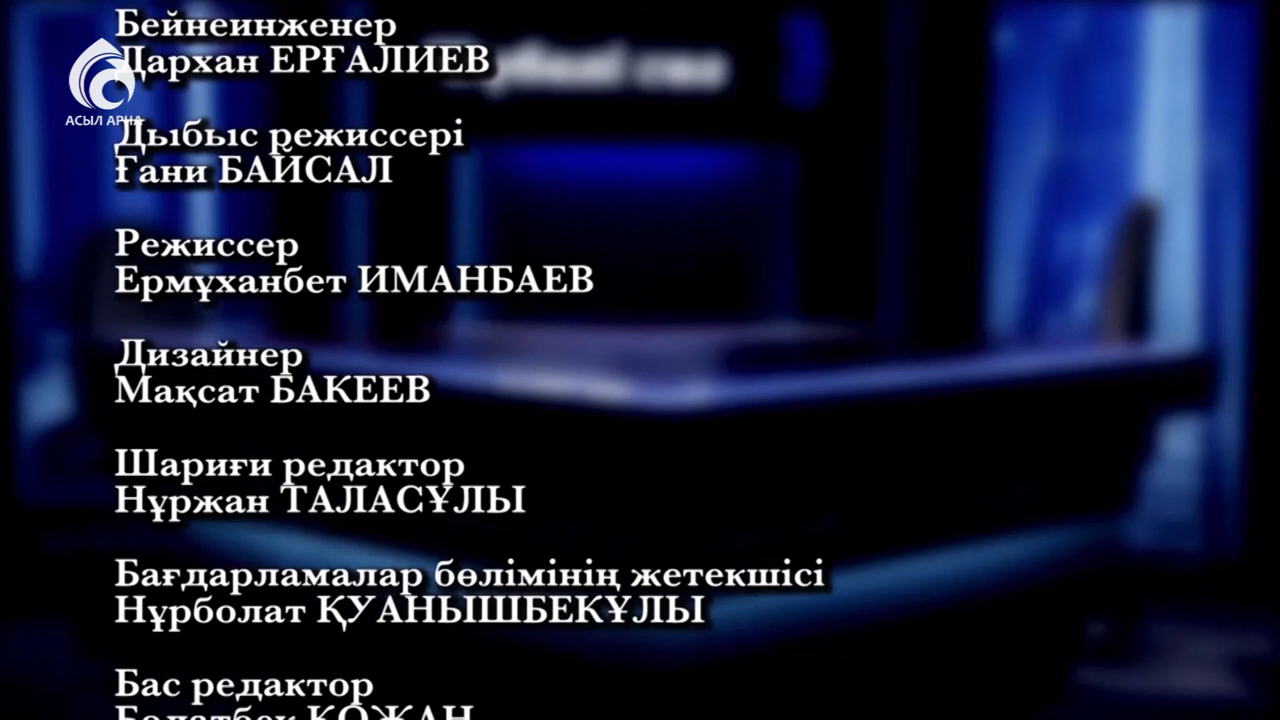 Бейнеинженер
Дархан ЕРҒАЛИЕВ
АСЫЛ АРНА
Дыбыс режиссері
Ғани БАЙСАЛ
Режиссер
Ермұханбет ИМАНБАЕВ
Дизайнер
Мақсат БАКЕЕВ
Шариғи редактор
Нұржан ТАЛАСҰЛЫ
Бағдарламалар бөлімінің жетекшісі
Нұрболат ҚУАНЫШБЕКҰЛЫ
Бас редактор